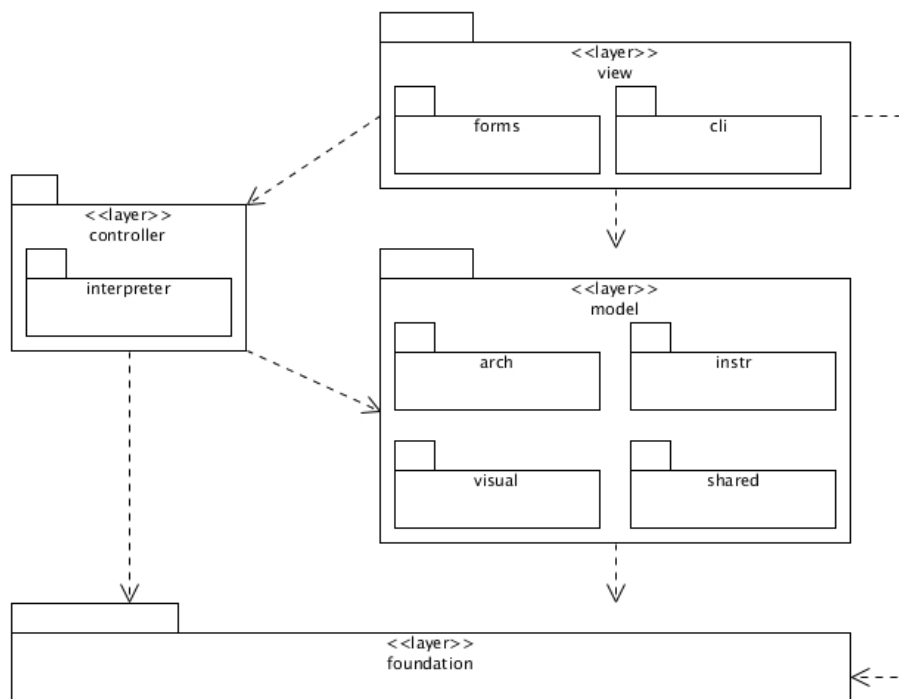 <<layer>>
view
forms
cli
<<layer>>
controller
interpreter
<<layer>>
model
arch
instr
visual
shared
<<layer>>
foundation